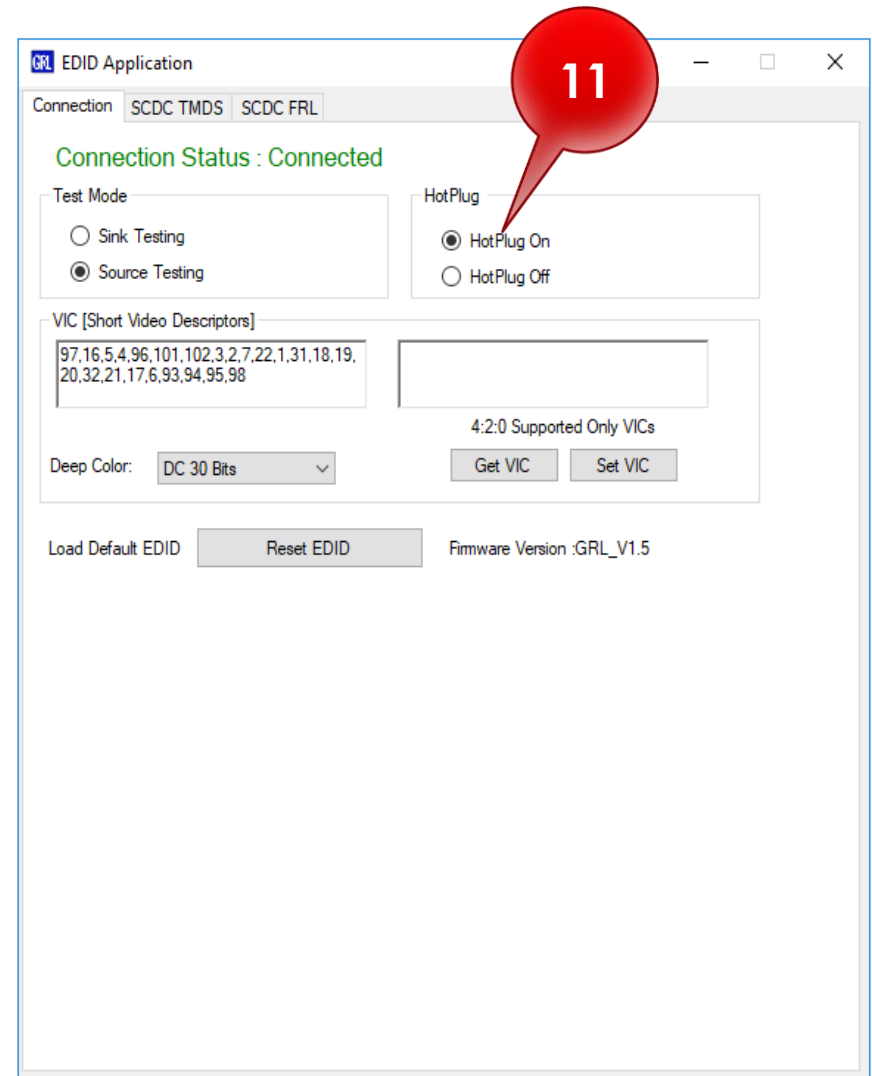 GRL EDID Application
11
Connection SCDC TMDS SCDC FRL
Connection Status : Connected
Test Mode
Sink Testing
Source Testing
HotPlug
HotPlug On
HotPlug Off
VIC [Short Video Descriptors]
97,16,5,4,96,101,102,3,2,7,22,1,31,18,19,
20,32,21,17,6,93,94,95,98
4:2:0 Supported Only VICs
Deep Color: DC 30 Bits
Get VIC Set VIC
Load Default EDID Reset EDID Firmware Version :GRL_V1.5